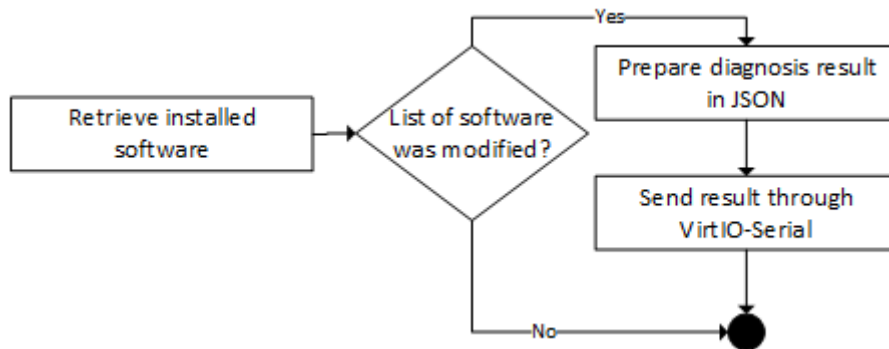 Yes
Prepare diagnosis result
in JSON
Retrieve installed
software
List of software
was modified?
Send result through
VirtIO-Serial
No